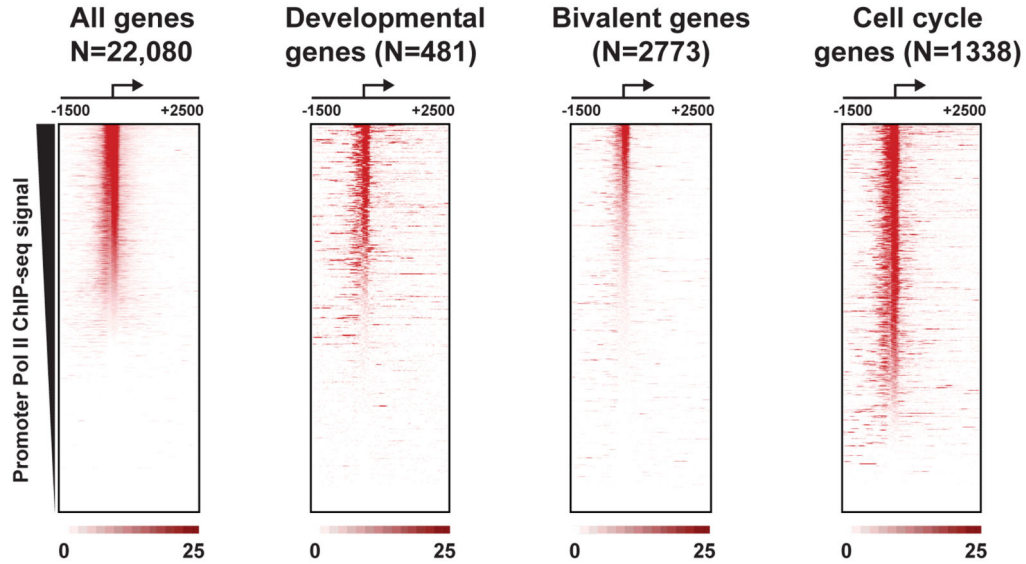 All genes
N=22,080
Developmental
genes (N=481)
Bivalent genes
(N=2773)
Cell cycle
genes (N=1338)
-1500 +2500
-1500 +2500
-1500 +2500
-1500 +2500
Promoter Pol II ChIP-seq signal
0 25
0 25
0 25
0 25